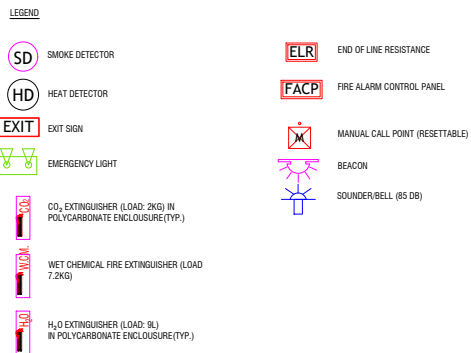 LEGEND
SD SMOKE DETECTOR
HD HEAT DETECTOR
EXIT EXIT SIGN
EMERGENCY LIGHT
CO₂ CO₂ EXTINGUISHER (LOAD: 2KG) IN
POLYCARBONATE ENCLOUSURE(TYP.)
W.C.M. WET CHEMICAL FIRE EXTINGUISHER (LOAD
7.2KG)
H₂O H₂O EXTINGUISHER (LOAD: 9L)
IN POLYCARBONATE ENCLOUSURE(TYP.)
ELR END OF LINE RESISTANCE
FACP FIRE ALARM CONTROL PANEL
M MANUAL CALL POINT (RESETTABLE)
BEACON
SOUNDER/BELL (85 DB)